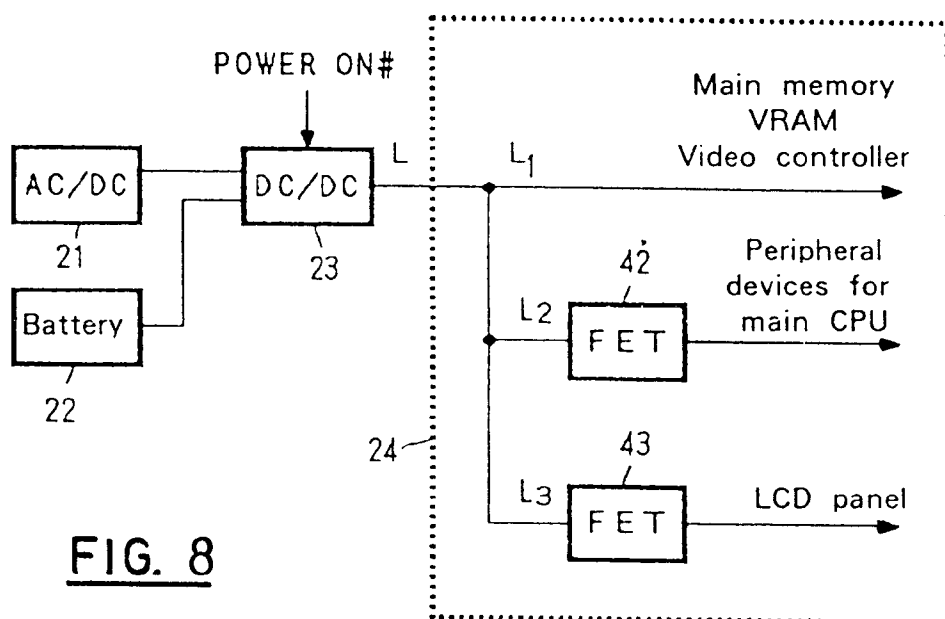 POWER ON#
AC/DC
21
Battery
22
DC/DC
23
L
24
L1
Main memory
VRAM
Video controller
L2
42
FET
Peripheral
devices for
main CPU
L3
43
FET
LCD panel
FIG. 8